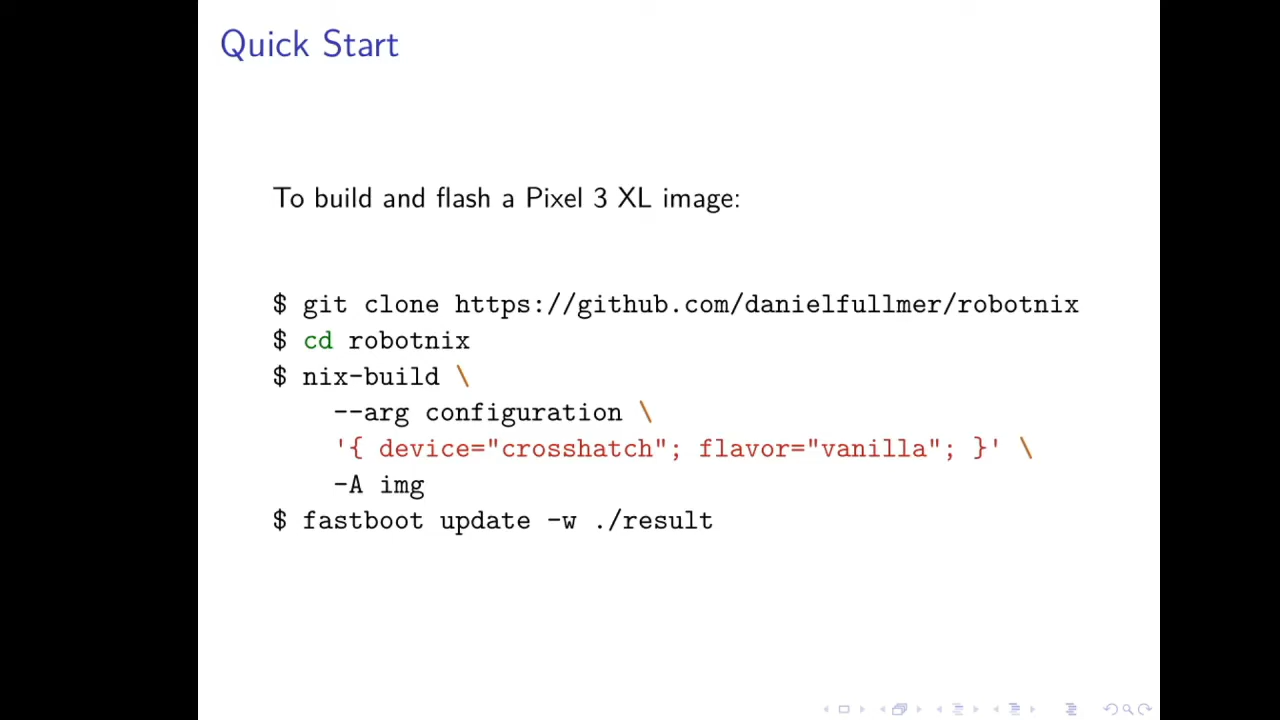 Quick Start
To build and flash a Pixel 3 XL image:
$ git clone https://github.com/danielfullmer/robotnix
$ cd robotnix
$ nix-build \
--arg configuration \
'{ device="crosshatch"; flavor="vanilla"; }' \
-A img
$ fastboot update -w ./result